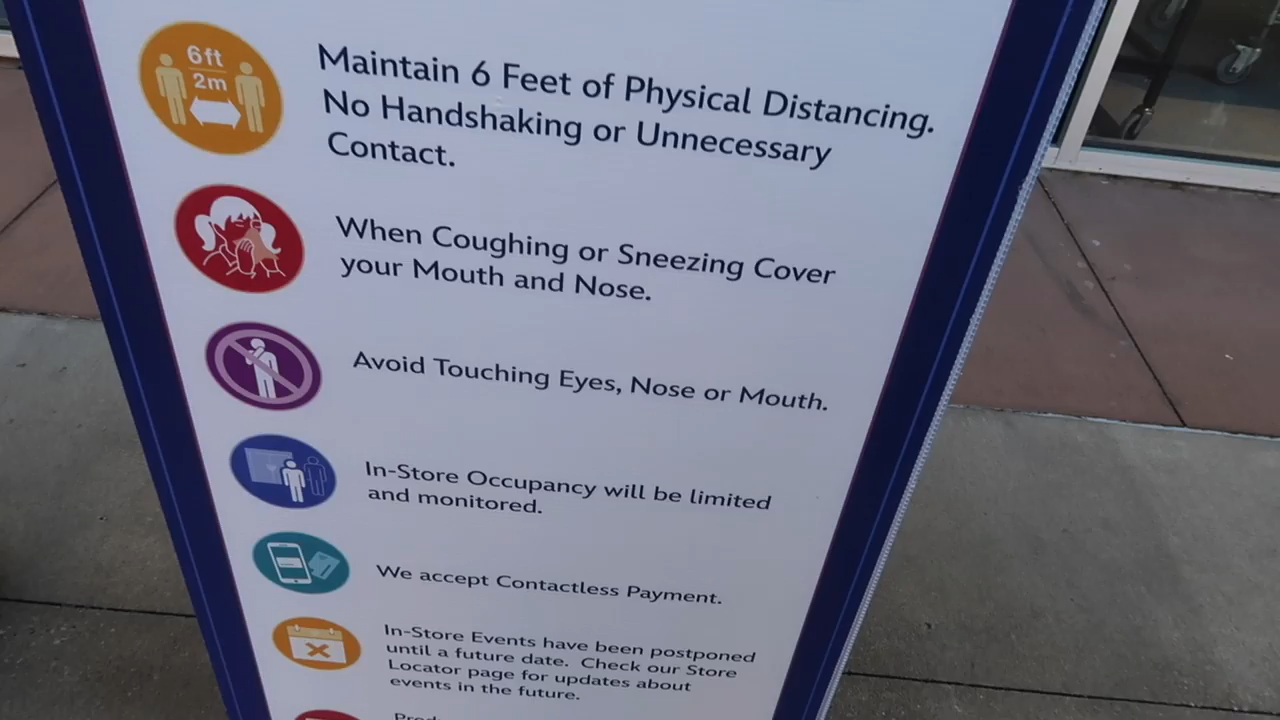 6ft
2m
Maintain 6 Feet of Physical Distancing.
No Handshaking or Unnecessary
Contact.
When Coughing or Sneezing Cover
your Mouth and Nose.
Avoid Touching Eyes, Nose or Mouth.
In-Store Occupancy will be limited
and monitored.
We accept Contactless Payment.
In-Store Events have been postponed
until a future date. Check our Store
Locator page for updates about
events in the future.